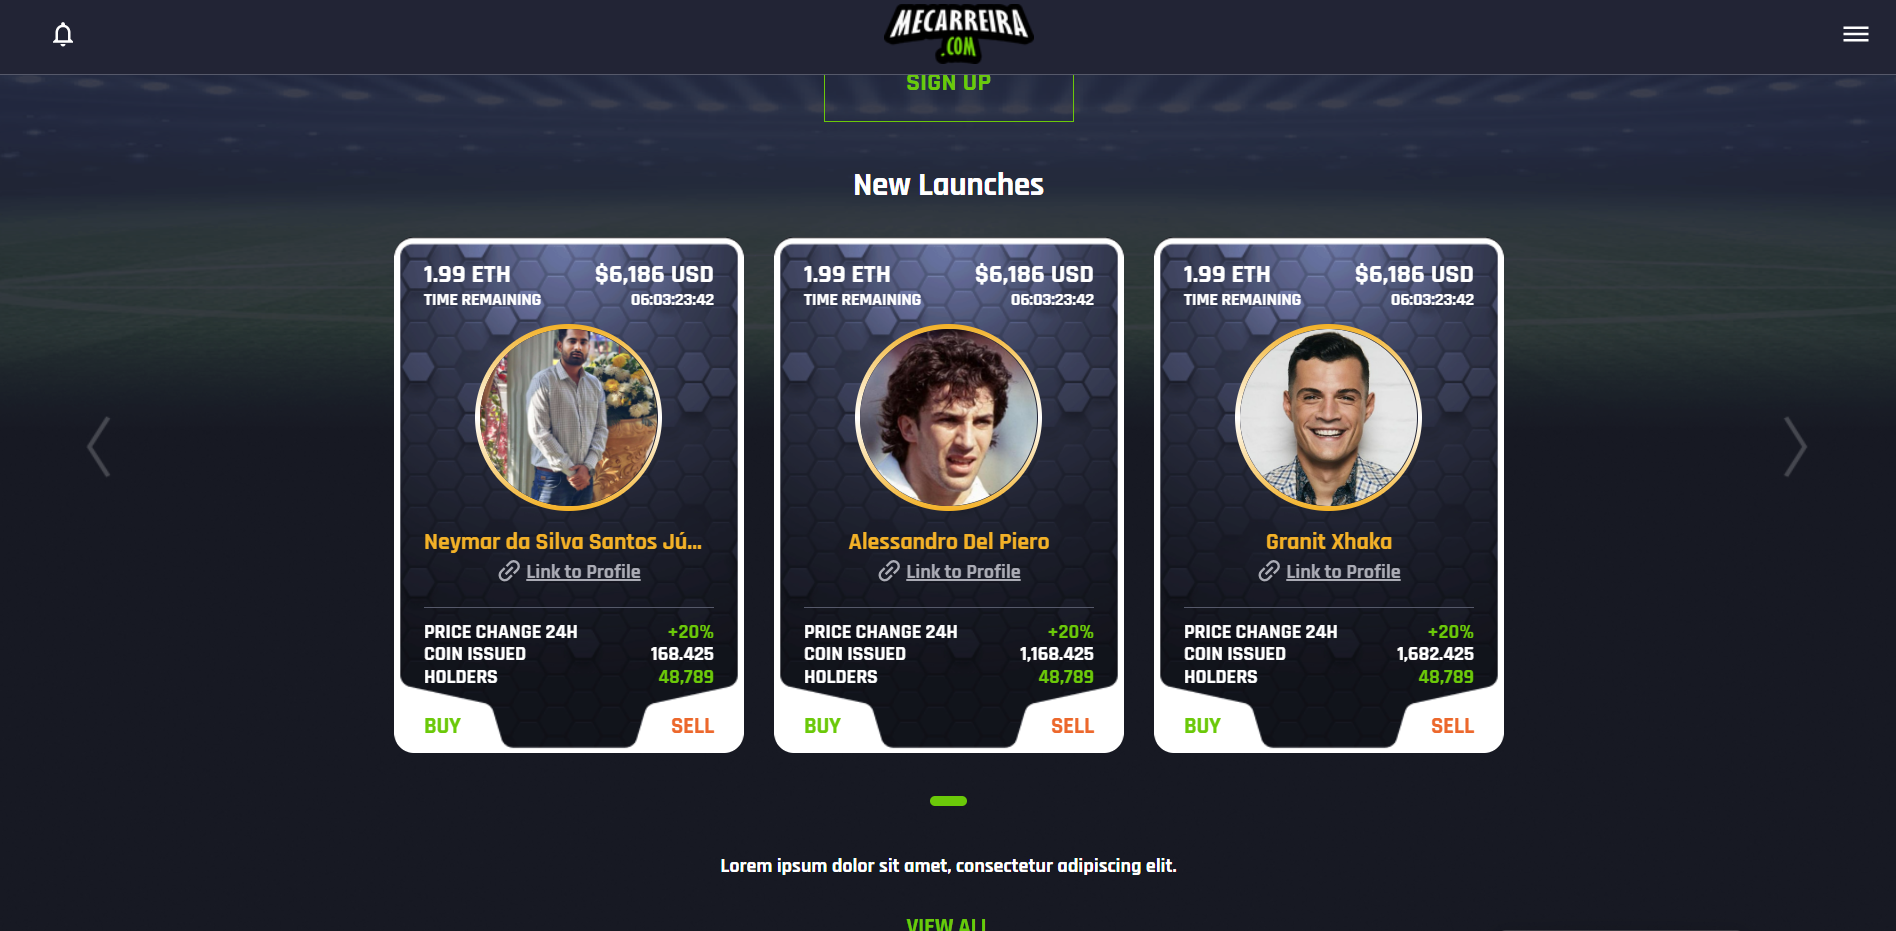 MECARREIRA
.COM
SIGN UP
New Launches
1.99 ETH $6,186 USD
TIME REMAINING 06:03:23:42
Neymar da Silva Santos Jú...
Link to Profile
PRICE CHANGE 24H +20%
COIN ISSUED 168.425
HOLDERS 48,789
BUY SELL
1.99 ETH $6,186 USD
TIME REMAINING 06:03:23:42
Alessandro Del Piero
Link to Profile
PRICE CHANGE 24H +20%
COIN ISSUED 1,168.425
HOLDERS 48,789
BUY SELL
1.99 ETH $6,186 USD
TIME REMAINING 06:03:23:42
Granit Xhaka
Link to Profile
PRICE CHANGE 24H +20%
COIN ISSUED 1,682.425
HOLDERS 48,789
BUY SELL
Lorem ipsum dolor sit amet, consectetur adipiscing elit.
VIEW ALL